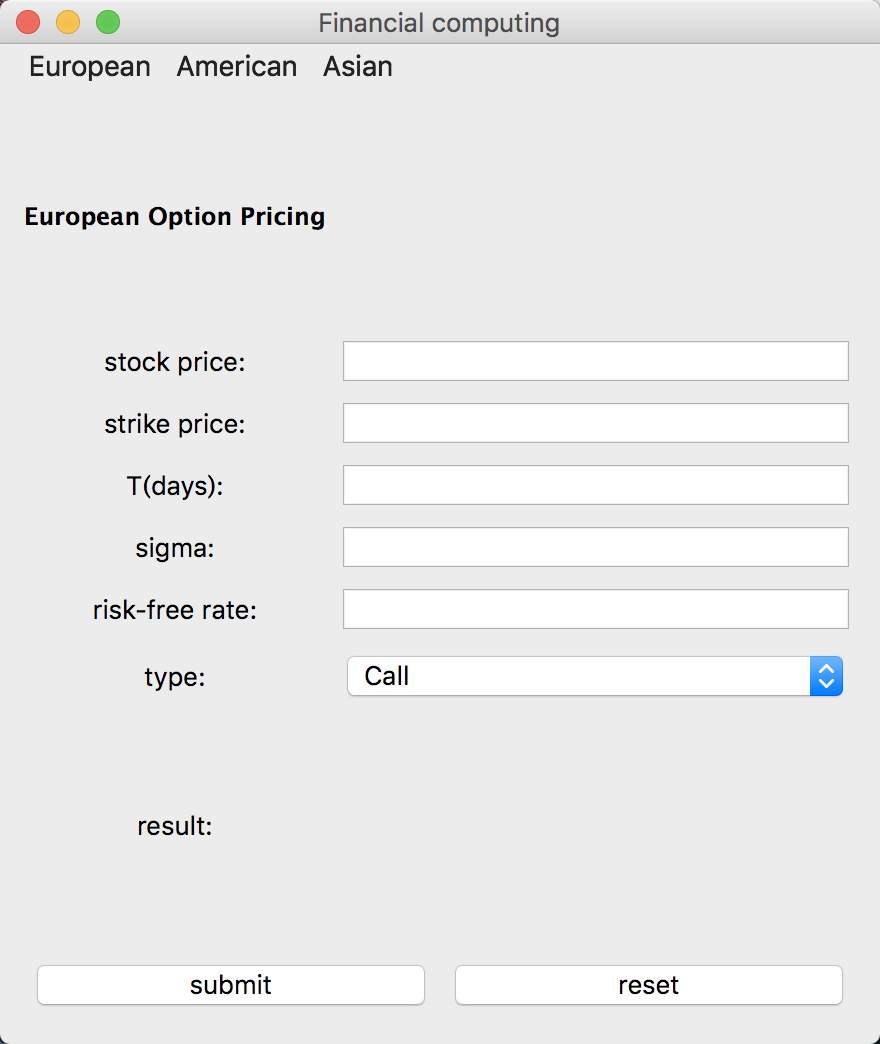 Financial computing
European American Asian
European Option Pricing
stock price:
strike price:
T(days):
sigma:
risk-free rate:
type: Call
result:
submit reset